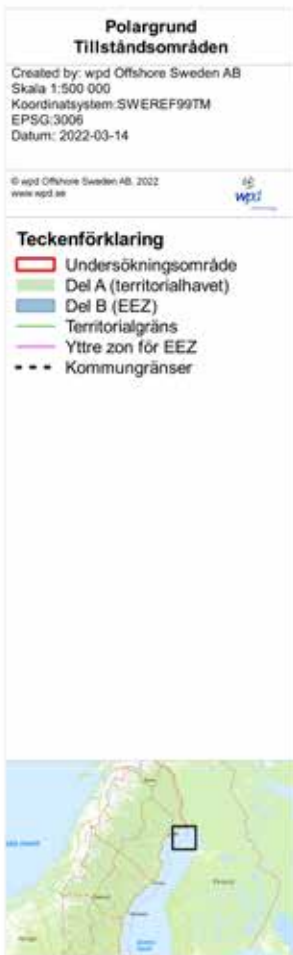 Polargrund
Tillståndsområden
Created by: wpd Offshore Sweden AB
Skala 1:500 000
Koordinatsystem:SWEREF99TM
EPSG:3006
Datum: 2022-03-14
© wpd Offshore Sweden AB, 2022
www.wpd.se
wpd
Teckenförklaring
Undersökningsområde
Del A (territorialhavet)
Del B (EEZ)
Territorialgräns
Yttre zon för EEZ
Kommungränser